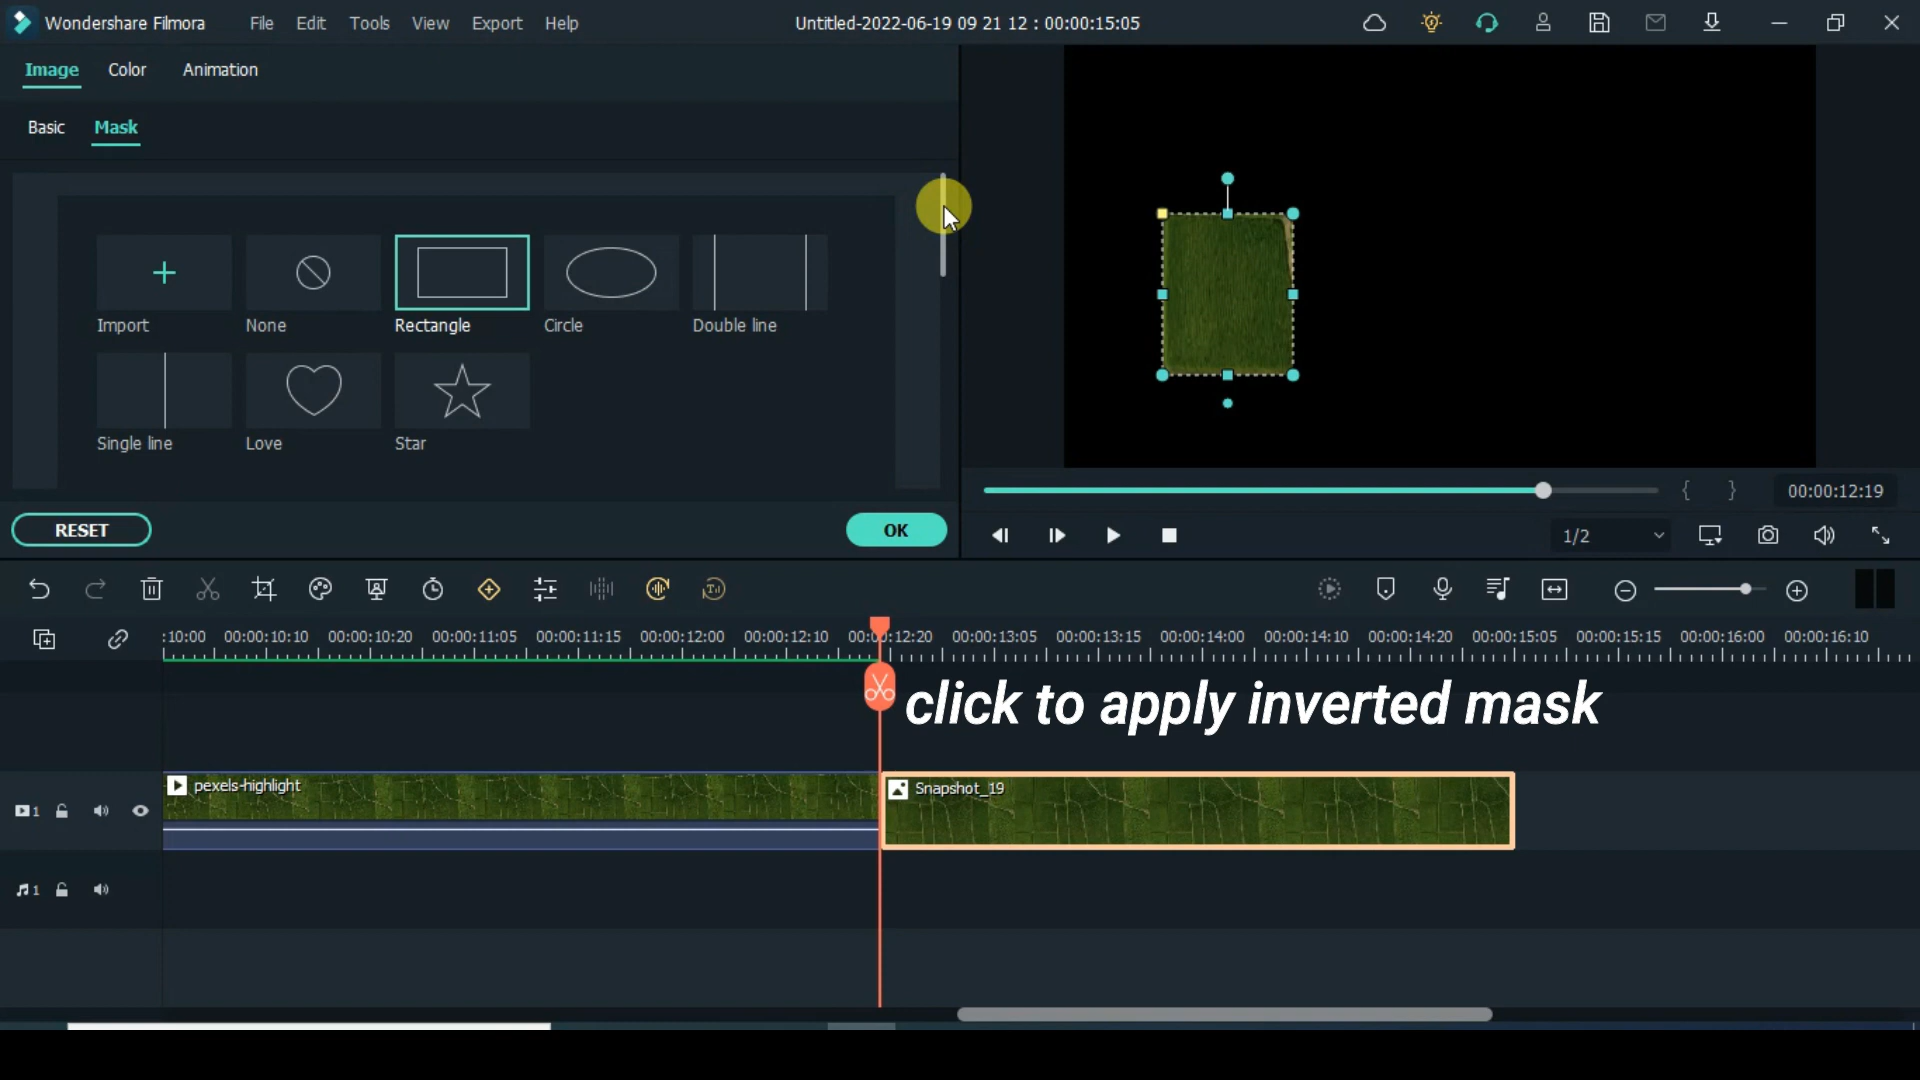 Wondershare Filmora File Edit Tools View Export Help Untitled-2022-06-19 09 21 12 : 00:00:15:05
Image Color Animation
Basic Mask
Import None Rectangle Circle Double line
Single line Love Star
RESET OK
00:00:12:19
1/2
:10:00 00:00:10:10 00:00:10:20 00:00:11:05 00:00:11:15 00:00:12:00 00:00:12:10 00:00:12:20 00:00:13:05 00:00:13:15 00:00:14:00 00:00:14:10 00:00:14:20 00:00:15:05 00:00:15:15 00:00:16:00 00:00:16:10
click to apply inverted mask
pexels-highlight
Snapshot_19
1
1